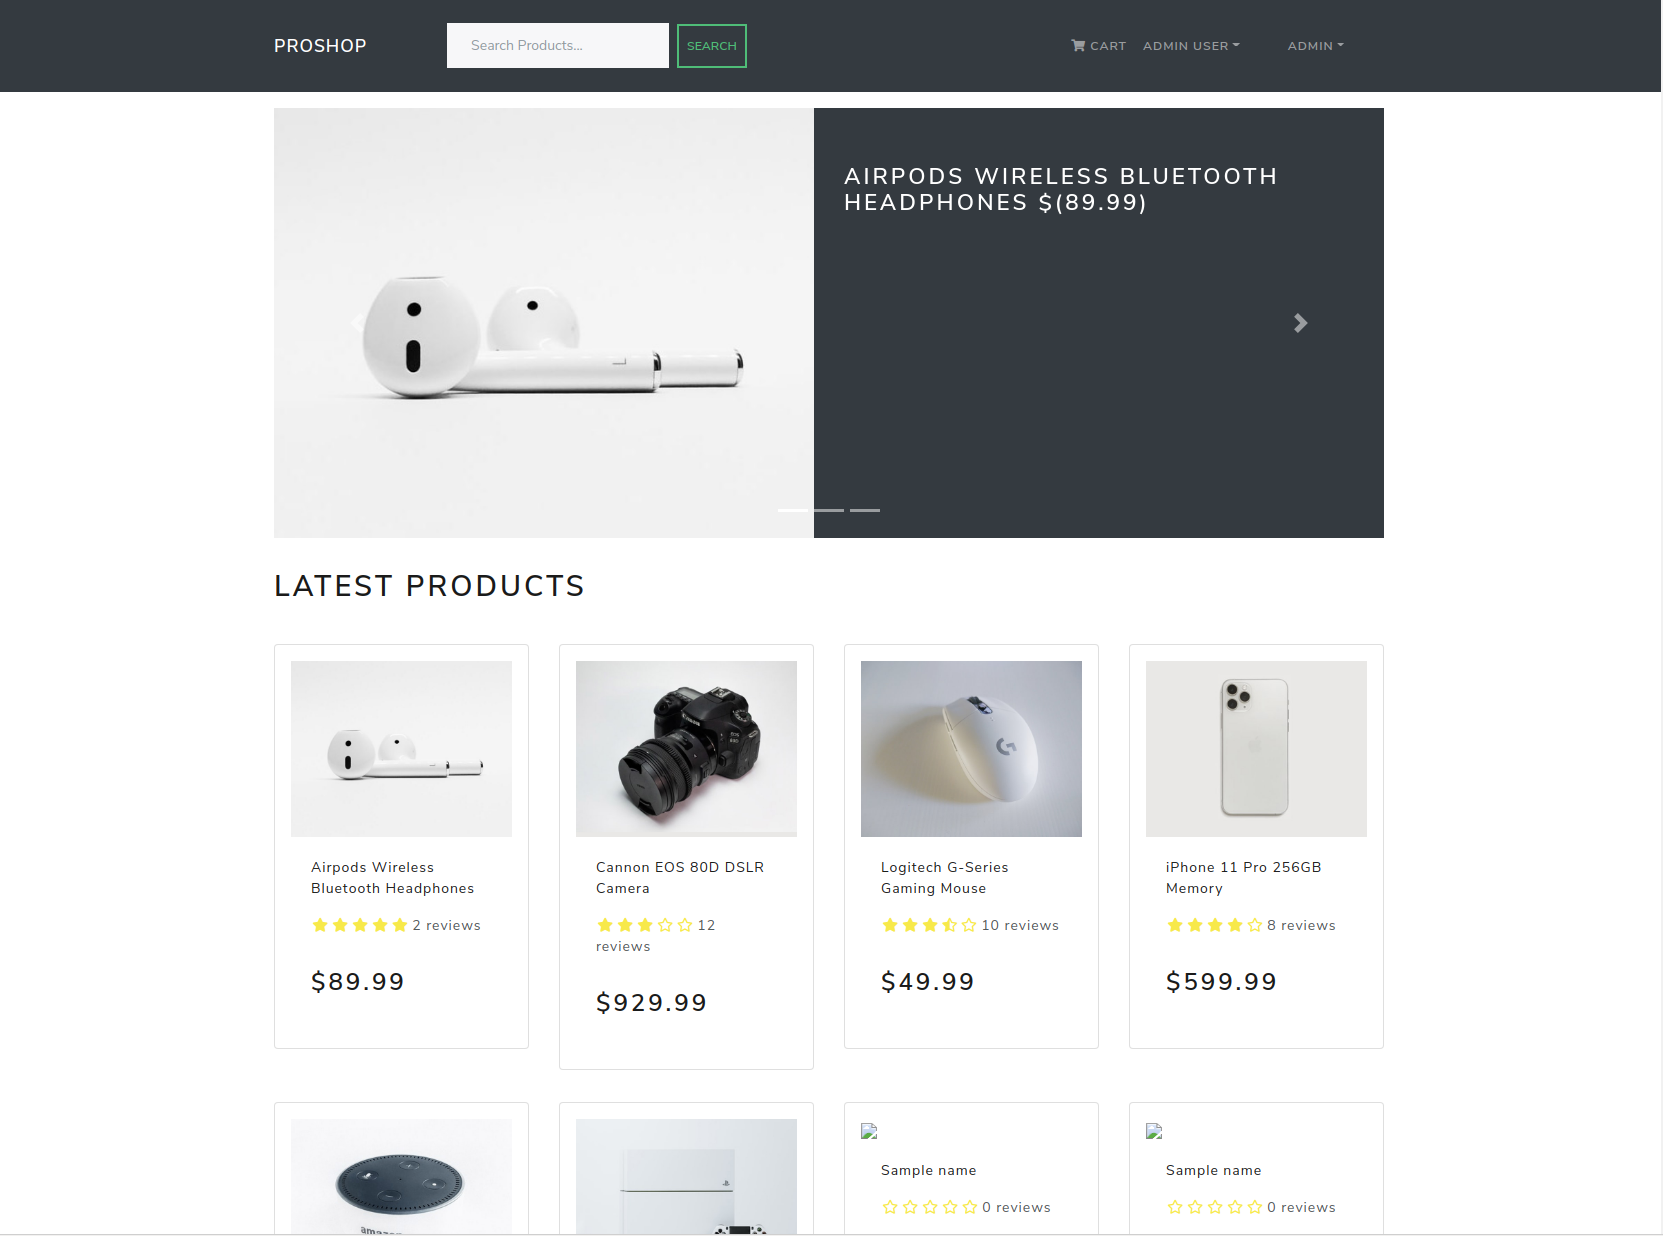 PROSHOP
Search Products...
SEARCH
CART
ADMIN USER
ADMIN
AIRPODS WIRELESS BLUETOOTH
HEADPHONES $(89.99)
LATEST PRODUCTS
Airpods Wireless
Bluetooth Headphones
2 reviews
$89.99
Cannon EOS 80D DSLR
Camera
12
reviews
$929.99
Logitech G-Series
Gaming Mouse
10 reviews
$49.99
iPhone 11 Pro 256GB
Memory
8 reviews
$599.99
Sample name
0 reviews
Sample name
0 reviews